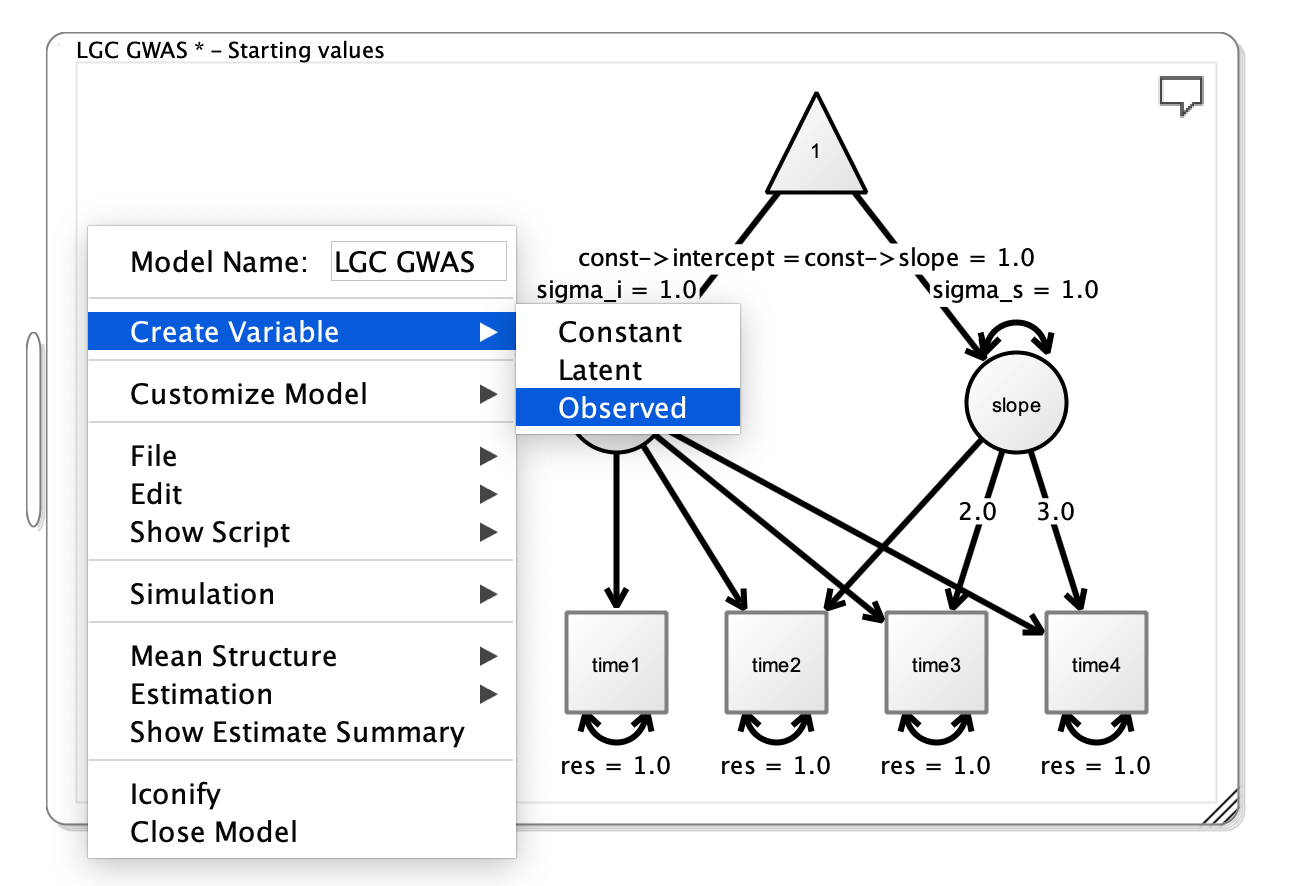 LGC GWAS * – Starting values
1
const->intercept =const->slope = 1.0
sigma_i = 1.0
sigma_s = 1.0
slope
2.0
3.0
time1
time2
time3
time4
res = 1.0
res = 1.0
res = 1.0
res = 1.0
Model Name: LGC GWAS
Create Variable
Constant
Latent
Observed
Customize Model
File
Edit
Show Script
Simulation
Mean Structure
Estimation
Show Estimate Summary
Iconify
Close Model